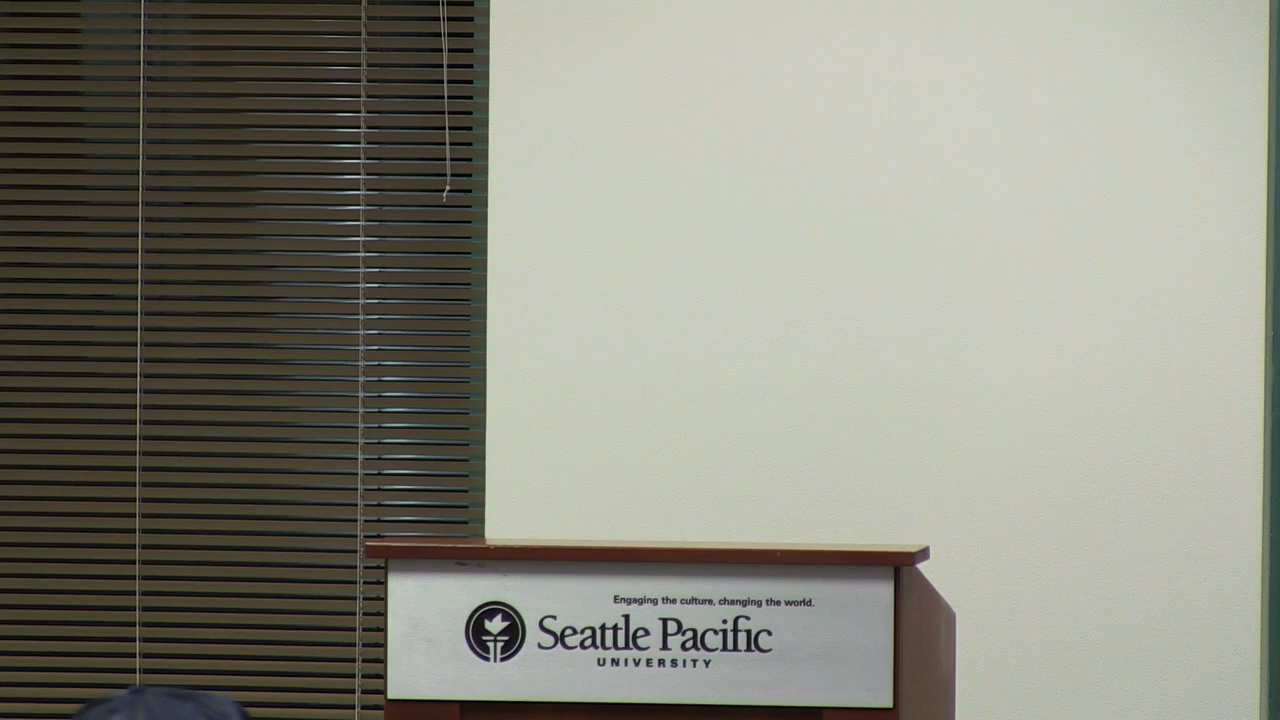 Engaging the culture, changing the world.
Seattle Pacific
UNIVERSITY